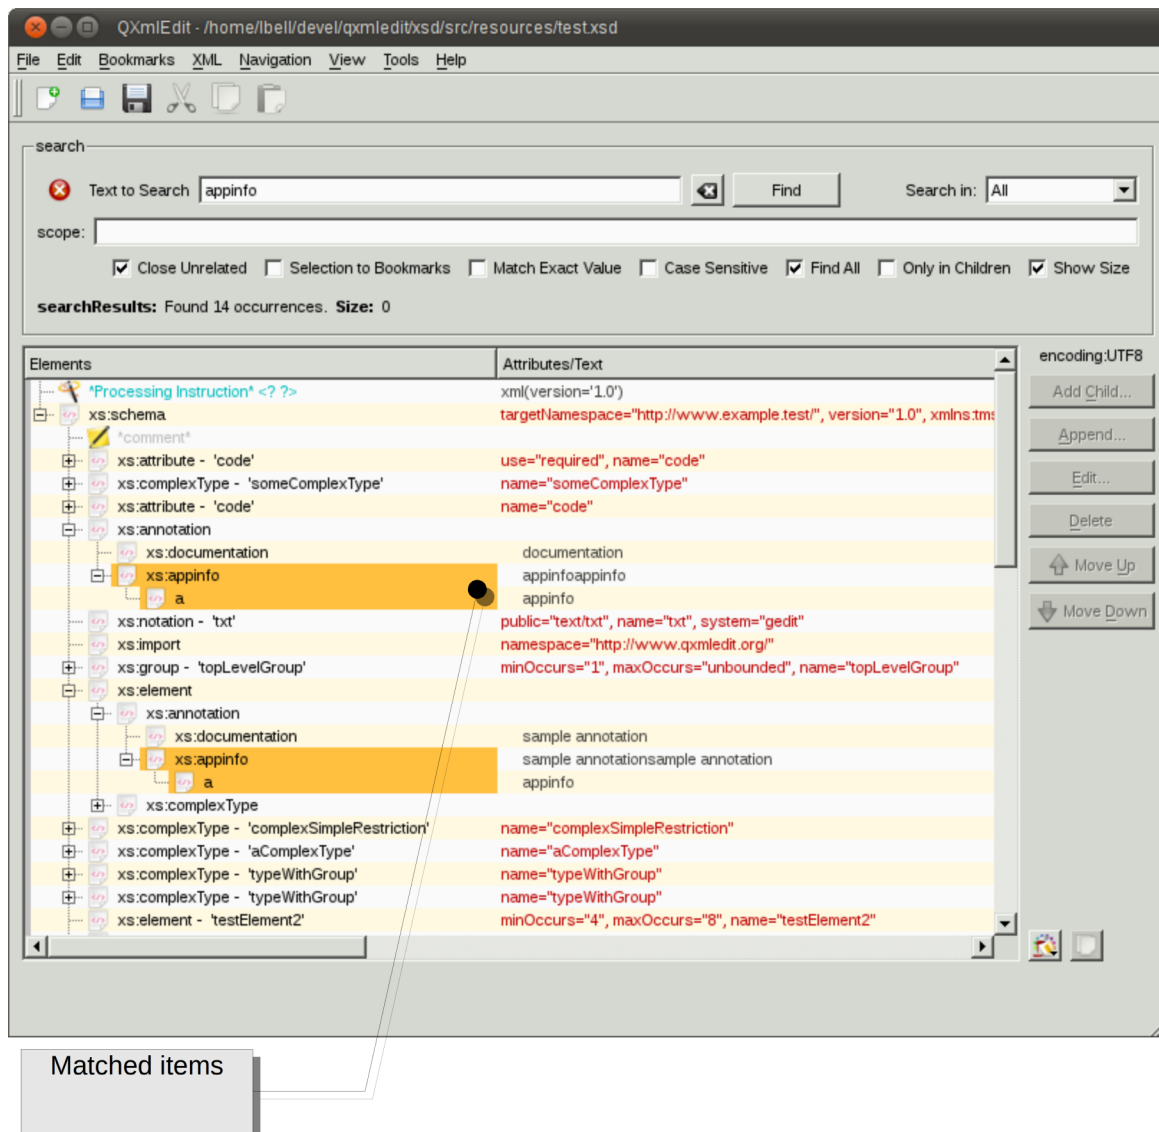 QXmlEdit - /home/lbell/devel/qxmledit/xsd/src/resources/test.xsd
File Edit Bookmarks XML Navigation View Tools Help
search
Text to Search appinfo Find Search in: All
scope:
Close Unrelated Selection to Bookmarks Match Exact Value Case Sensitive Find All Only in Children Show Size
searchResults: Found 14 occurrences. Size: 0
Elements Attributes/Text encoding:UTF8
*Processing Instruction* <? ?> xml(version='1.0')
Add Child...
xs:schema targetNamespace="http://www.example.test/", version="1.0", xmlns:tms
*comment*
Append...
xs:attribute - 'code' use="required", name="code"
xs:complexType - 'someComplexType' name="someComplexType"
Edit...
xs:attribute - 'code' name="code"
xs:annotation
Delete
xs:documentation documentation
Move Up
xs:appinfo appinfoappinfo
a appinfo
Move Down
xs:notation - 'txt' public="text/txt", name="txt", system="gedit"
xs:import namespace="http://www.qxmledit.org/"
xs:group - 'topLevelGroup' minOccurs="1", maxOccurs="unbounded", name="topLevelGroup"
xs:element
xs:annotation
xs:documentation sample annotation
xs:appinfo sample annotationsample annotation
a appinfo
xs:complexType
xs:complexType - 'complexSimpleRestriction' name="complexSimpleRestriction"
xs:complexType - 'aComplexType' name="aComplexType"
xs:complexType - 'typeWithGroup' name="typeWithGroup"
xs:complexType - 'typeWithGroup' name="typeWithGroup"
xs:element - 'testElement2' minOccurs="4", maxOccurs="8", name="testElement2"
Matched items